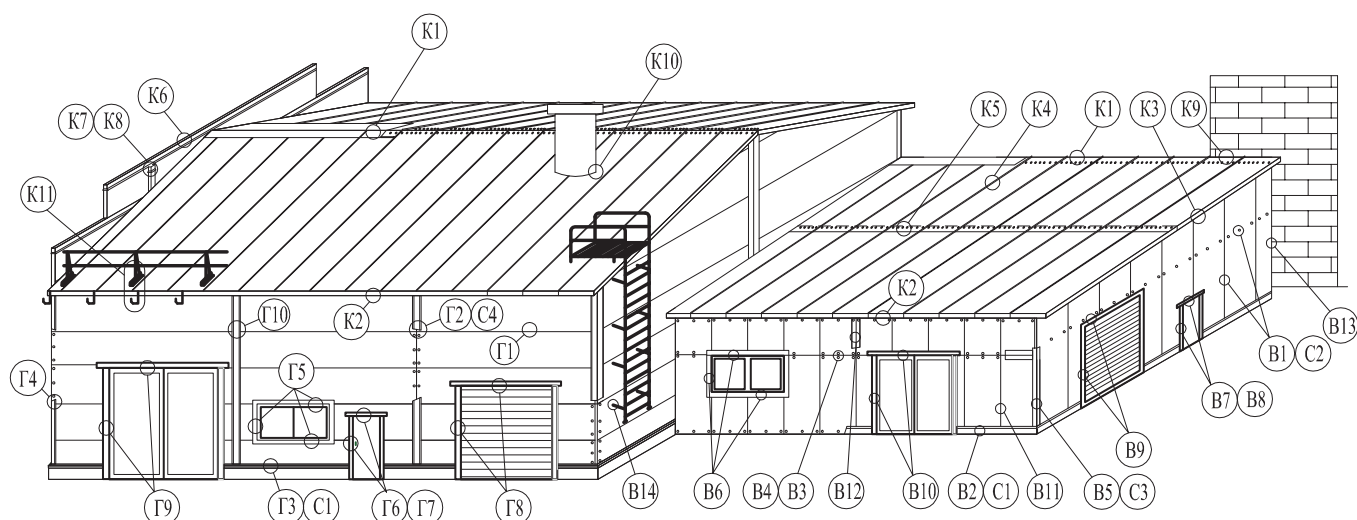 К1
К10
К6
К7 К8
К5 К4 К1 К3 К9
К11
Г10 К2 Г2 С4 Г1 К2
В13
В1 С2
Г4 Г5
В7 В8
В9
Г9 Г3 С1 Г6 Г7 Г8 В14 В6 В4 В3 В12 В10 В2 С1 В11 В5 С3